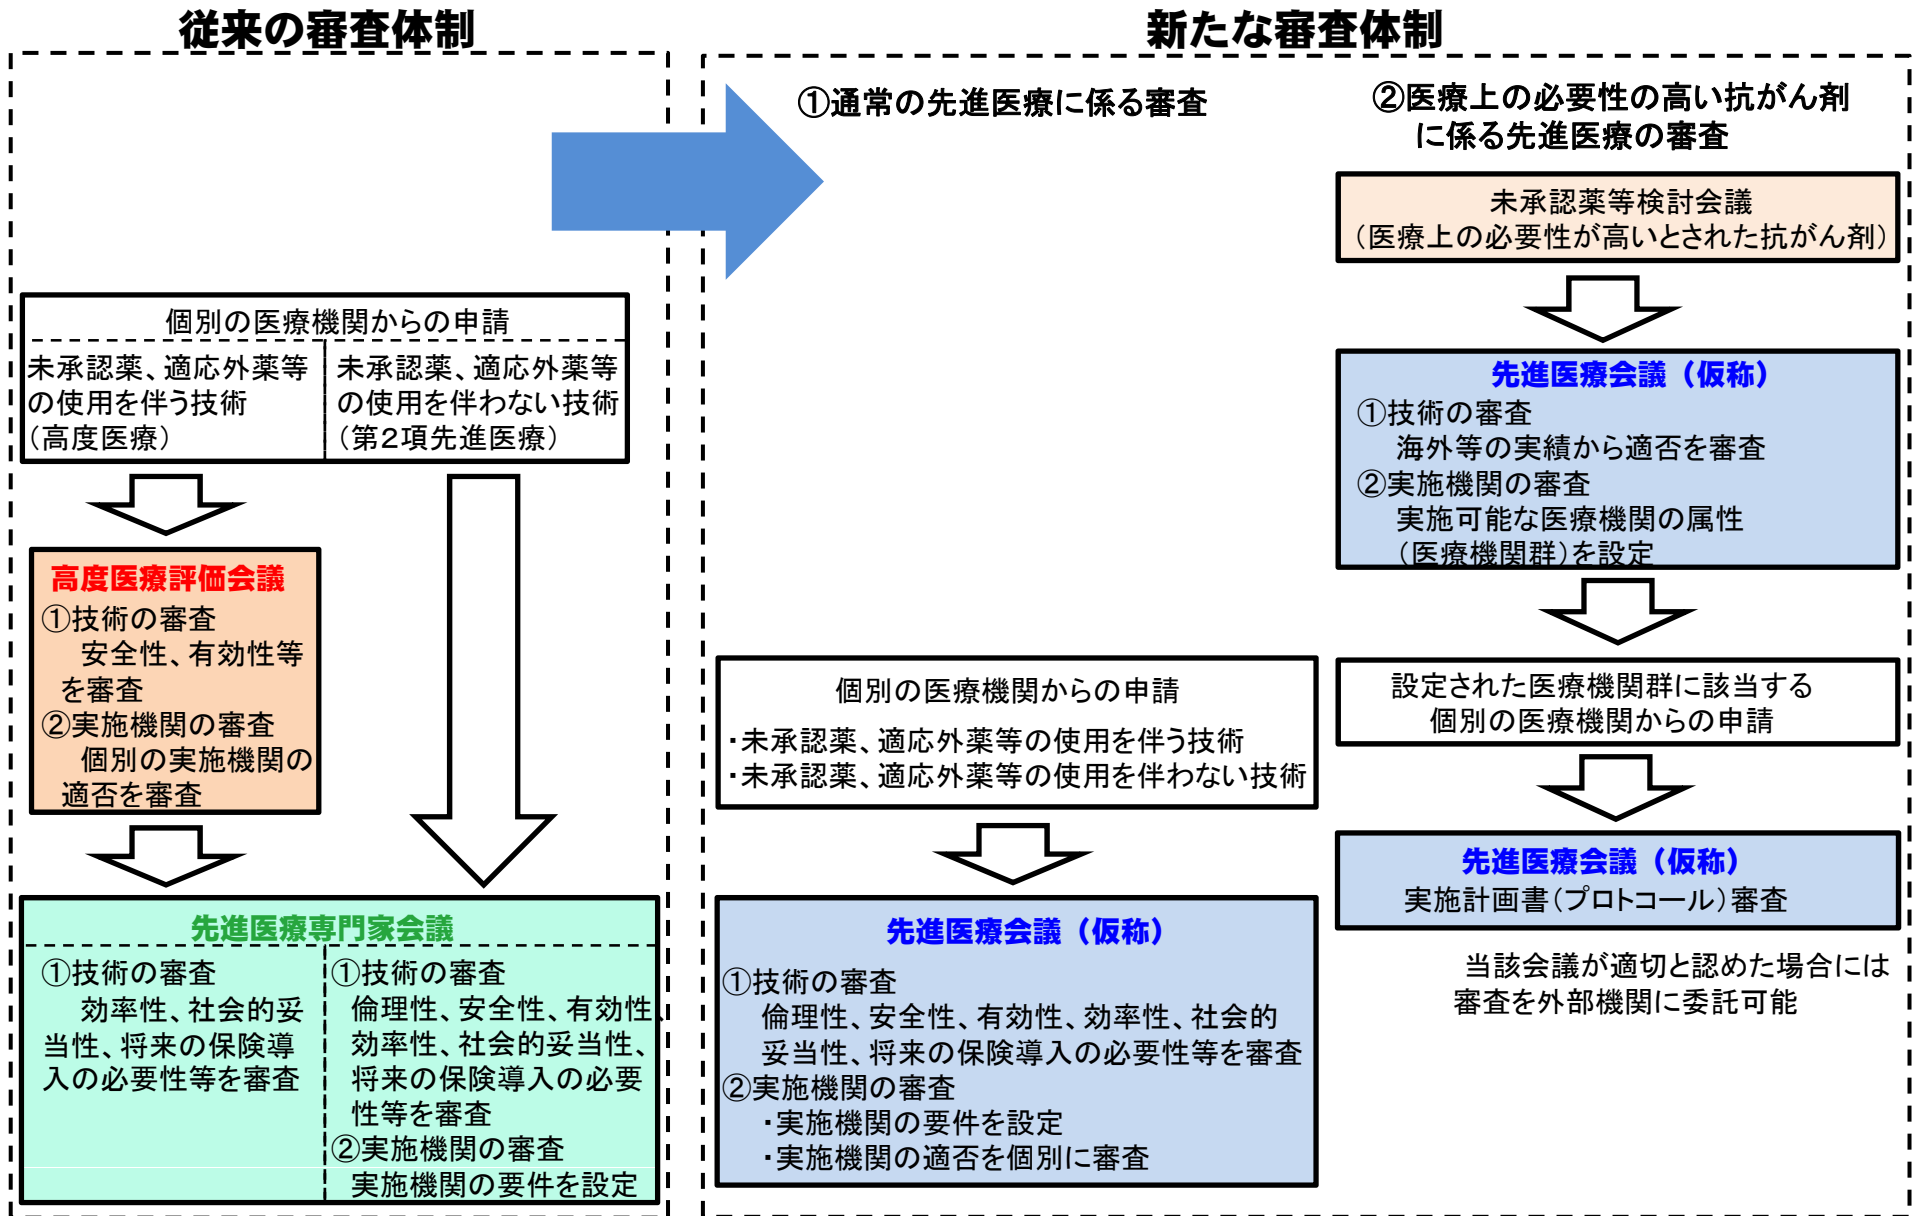 従来の審査体制
個別の医療機関からの申請
未承認薬、適応外薬等
の使用を伴う技術
(高度医療)
未承認薬、適応外薬等
の使用を伴わない技術
(第2項先進医療)
高度医療評価会議
①技術の審査
安全性、有効性等
を審査
②実施機関の審査
個別の実施機関の
適否を審査
先進医療専門家会議
①技術の審査
効率性、社会的妥
当性、将来の保険導
入の必要性等を審査
①技術の審査
倫理性、安全性、有効性、
効率性、社会的妥当性、
将来の保険導入の必要
性等を審査
②実施機関の審査
実施機関の要件を設定
新たな審査体制
①通常の先進医療に係る審査
個別の医療機関からの申請
・未承認薬、適応外薬等の使用を伴う技術
・未承認薬、適応外薬等の使用を伴わない技術
先進医療会議(仮称)
①技術の審査
倫理性、安全性、有効性、効率性、社会的
妥当性、将来の保険導入の必要性等を審査
②実施機関の審査
・実施機関の要件を設定
・実施機関の適否を個別に審査
②医療上の必要性の高い抗がん剤
に係る先進医療の審査
未承認薬等検討会議
(医療上の必要性が高いとされた抗がん剤)
先進医療会議(仮称)
①技術の審査
海外等の実績から適否を審査
②実施機関の審査
実施可能な医療機関の属性
(医療機関群)を設定
設定された医療機関群に該当する
個別の医療機関からの申請
先進医療会議(仮称)
実施計画書(プロトコール)審査
当該会議が適切と認めた場合には
審査を外部機関に委託可能